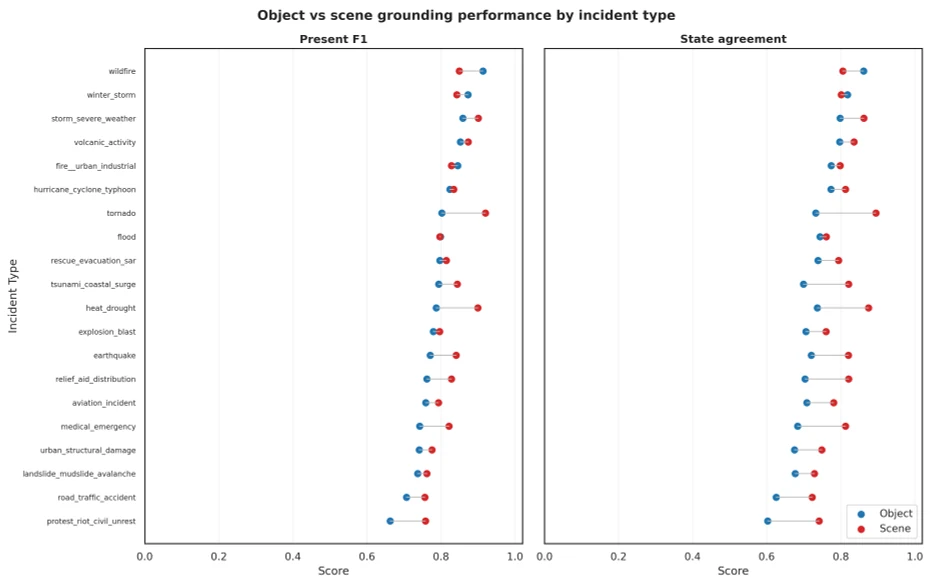 Object vs scene grounding performance by incident type
Present F1
State agreement
Incident Type
wildfire
winter_storm
storm_severe_weather
volcanic_activity
fire__urban_industrial
hurricane_cyclone_typhoon
tornado
flood
rescue_evacuation_sar
tsunami_coastal_surge
heat_drought
explosion_blast
earthquake
relief_aid_distribution
aviation_incident
medical_emergency
urban_structural_damage
landslide_mudslide_avalanche
road_traffic_accident
protest_riot_civil_unrest
Object
Scene
0.0 0.2 0.4 0.6 0.8 1.0
0.0 0.2 0.4 0.6 0.8 1.0
Score
Score